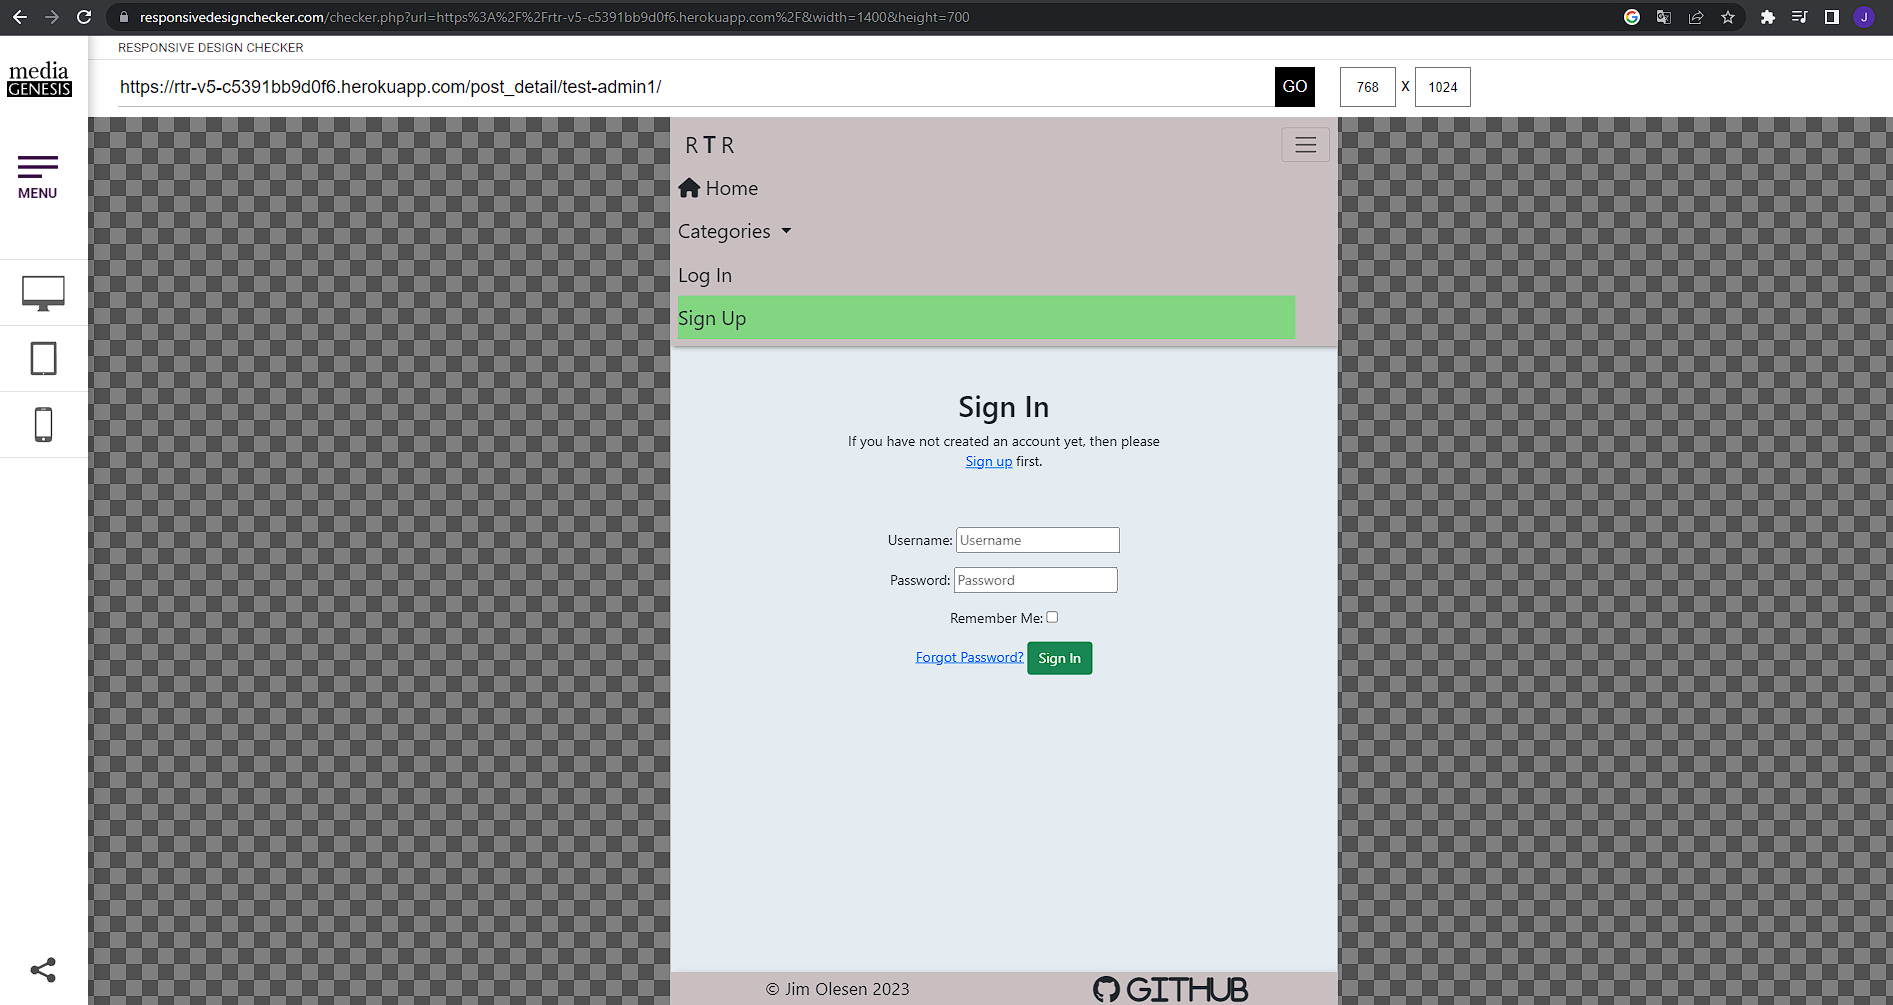 responsivedesignchecker.com/checker.php?url=https%3A%2F%2Frtr-v5-c5391bb9d0f6.herokuapp.com%2F&width=1400&height=700
J
RESPONSIVE DESIGN CHECKER
media
GENESIS
https://rtr-v5-c5391bb9d0f6.herokuapp.com/post_detail/test-admin1/
GO
768 X 1024
MENU
R T R
Home
Categories
Log In
Sign Up
Sign In
If you have not created an account yet, then please
Sign up first.
Username: Username
Password: Password
Remember Me:
Forgot Password? Sign In
© Jim Olesen 2023
GITHUB